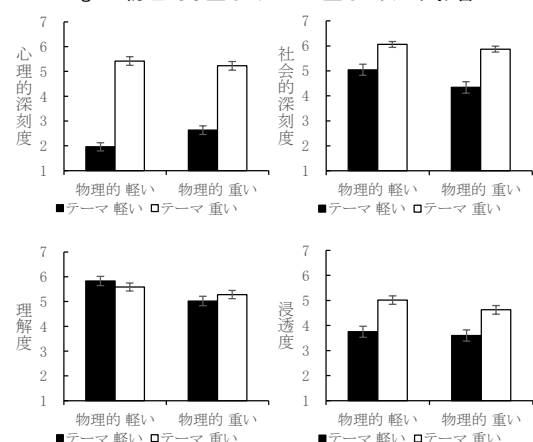 7
6
5
4
3
2
1
心理的深刻度
物理的 軽い 物理的 重い
■テーマ 軽い □テーマ 重い
7
6
5
4
3
2
1
社会的深刻度
物理的 軽い 物理的 重い
■テーマ 軽い □テーマ 重い
7
6
5
4
3
2
1
理解度
物理的 軽い 物理的 重い
■テーマ 軽い □テーマ 重い
7
6
5
4
3
2
1
浸透度
物理的 軽い 物理的 重い
■テーマ 軽い □テーマ 重い